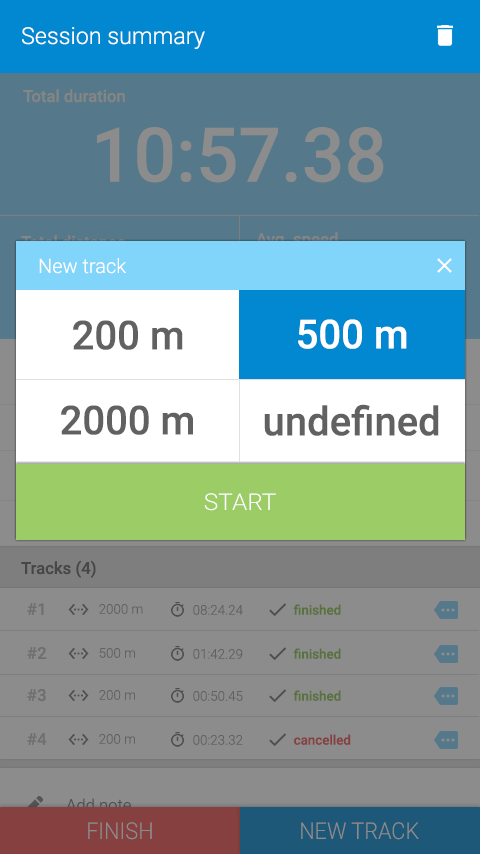 Session summary
Total duration
10:57.38
Total distance Avg. speed
New track
200 m 500 m
2000 m undefined
START
Tracks (4)
#1 2000 m 08:24.24 finished
#2 500 m 01:42.29 finished
#3 200 m 00:50.45 finished
#4 200 m 00:23.32 cancelled
Add note
FINISH NEW TRACK